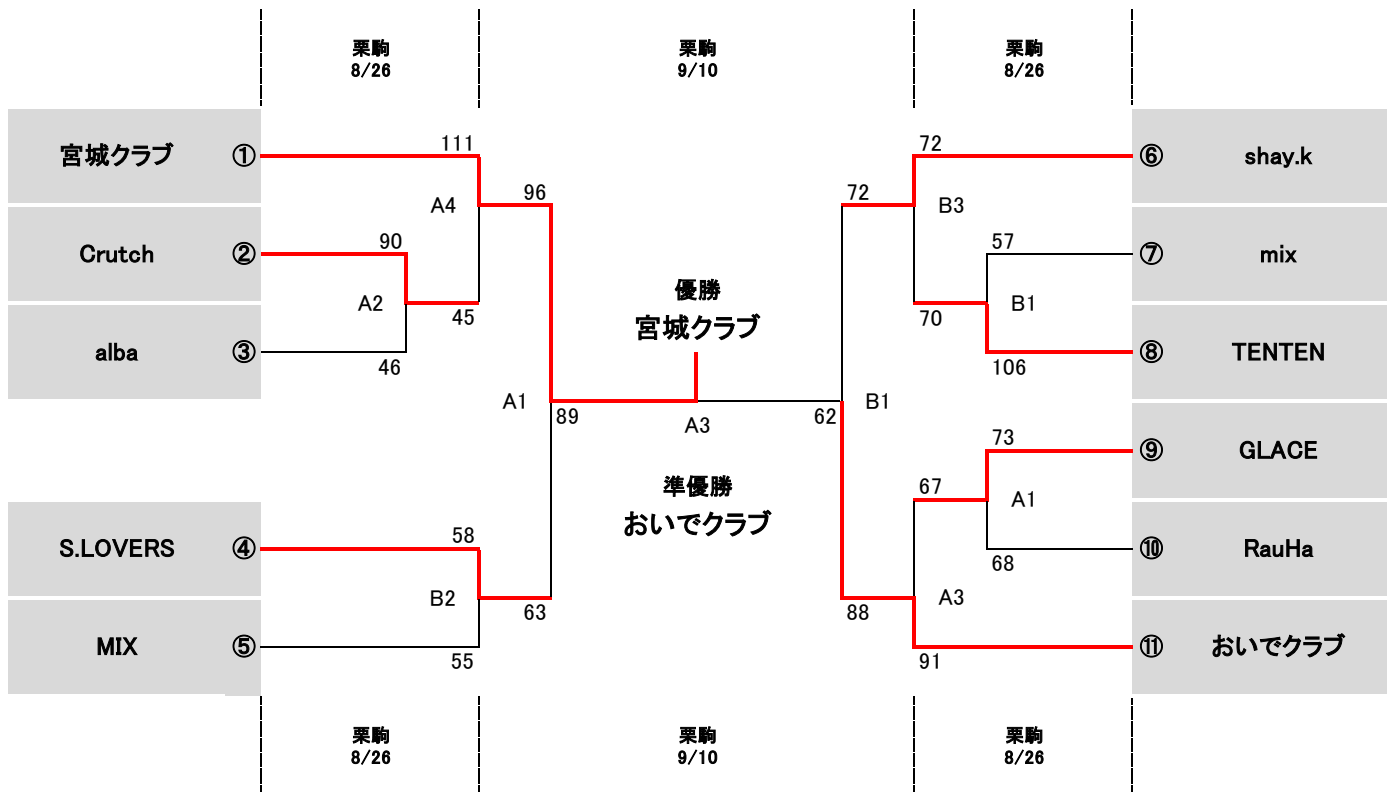 栗駒
8/26
栗駒
9/10
栗駒
8/26
宮城クラブ ①
111
72
⑥ shay.k
A4
96
72
B3
Crutch ②
90
57
⑦ mix
A2
45
優勝
宮城クラブ
70
B1
alba ③
46
106
⑧ TENTEN
A1
89
A3
62
B1
73
⑨ GLACE
準優勝
おいでクラブ
67
A1
S.LOVERS ④
58
68
⑩ RauHa
B2
63
88
A3
MIX ⑤
55
91
⑪ おいでクラブ
栗駒
8/26
栗駒
9/10
栗駒
8/26